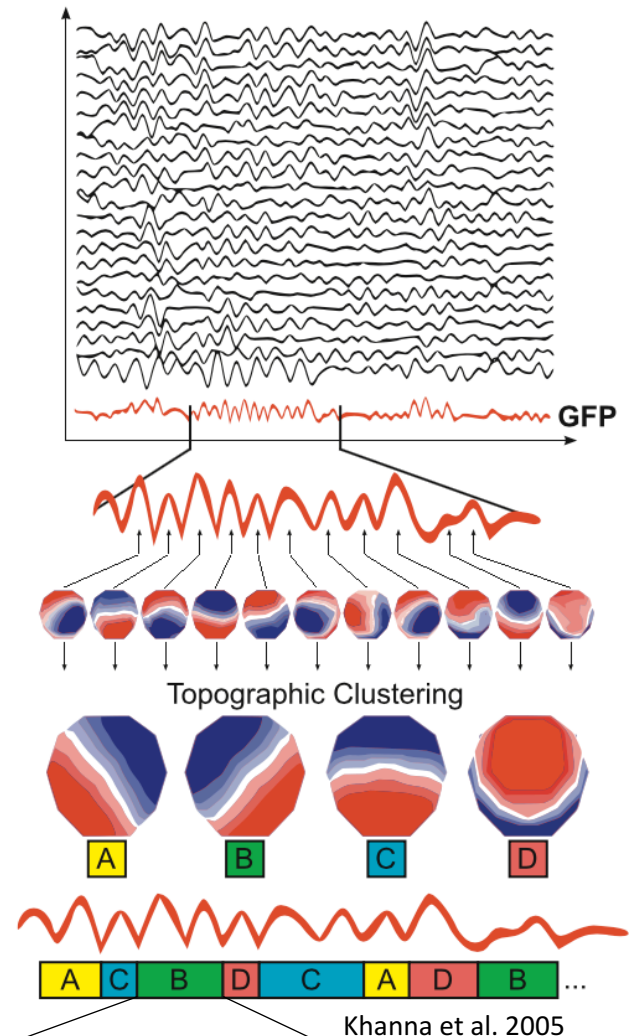 GFP
Topographic Clustering
A B C D
A C B D C A D B ...
Khanna et al. 2005